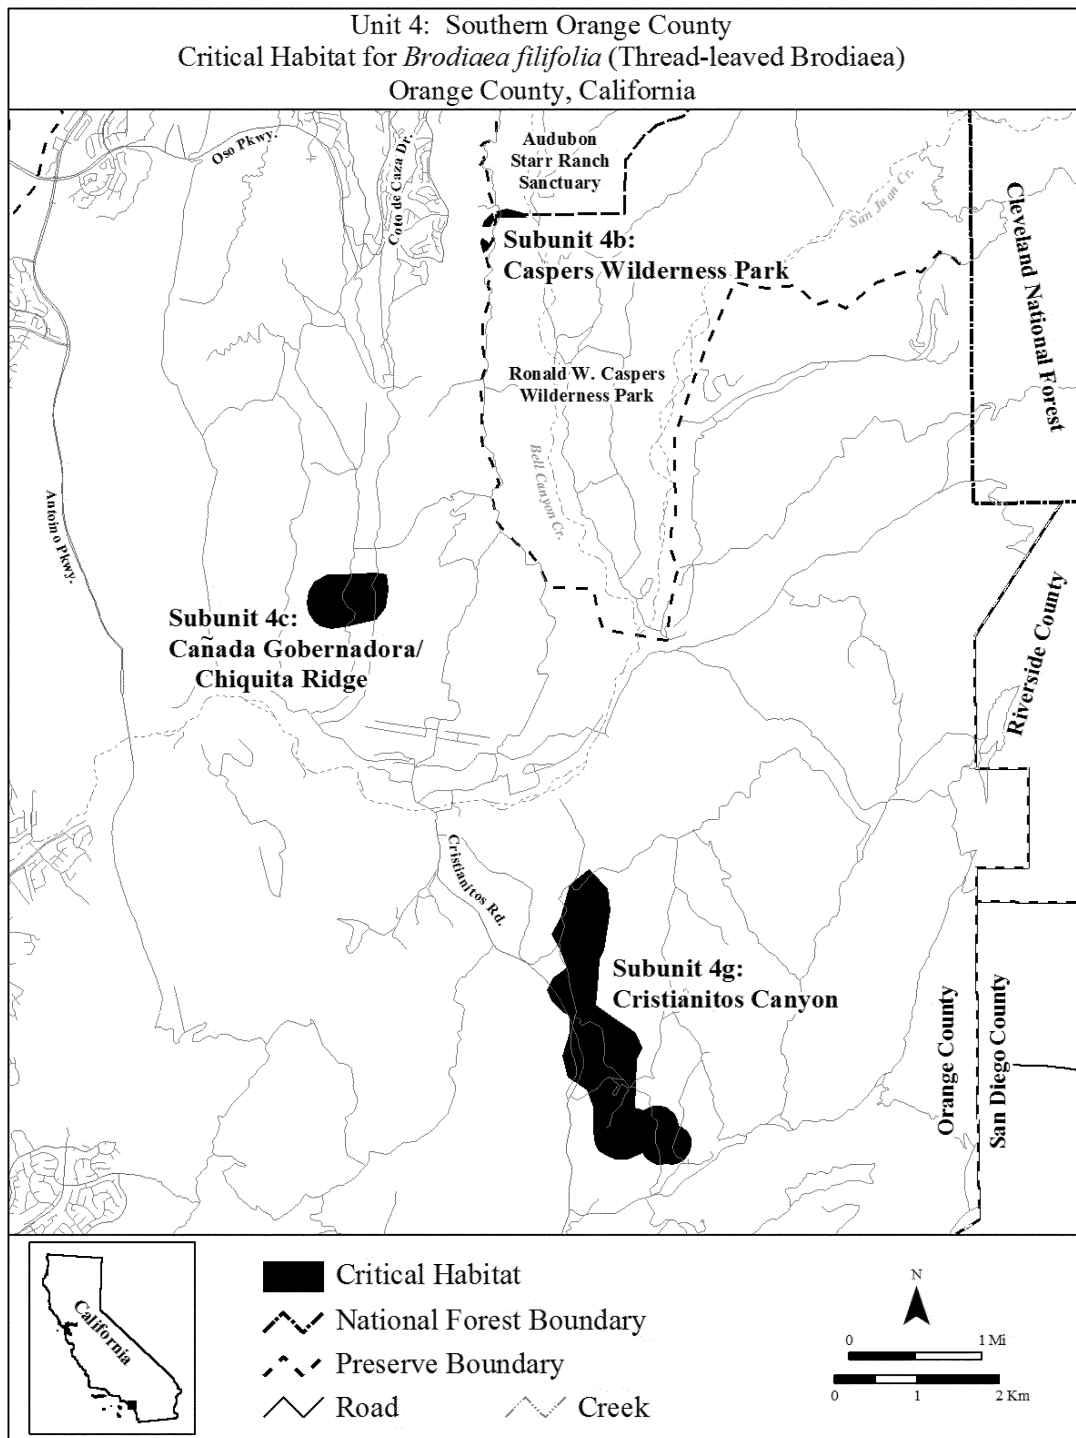 Unit 4: Southern Orange County
Critical Habitat for Brodiaea filifolia (Thread-leaved Brodiaea)
Orange County, California
Oso Pkwy.
Coto de Caza Dr.
Audubon
Starr Ranch
Sanctuary
San Juan Cr.
Cleveland National Forest
Subunit 4b:
Caspers Wilderness Park
Ronald W. Caspers
Wilderness Park
Bell Canyon Cr.
Antoino Pkwy.
Subunit 4c:
Cañada Gobernadora/
Chiquita Ridge
Riverside County
Cristianitos Rd.
Subunit 4g:
Cristianitos Canyon
Orange County
San Diego County
California
Critical Habitat
National Forest Boundary
Preserve Boundary
Road
Creek
N
0 1 Mi
0 1 2 Km